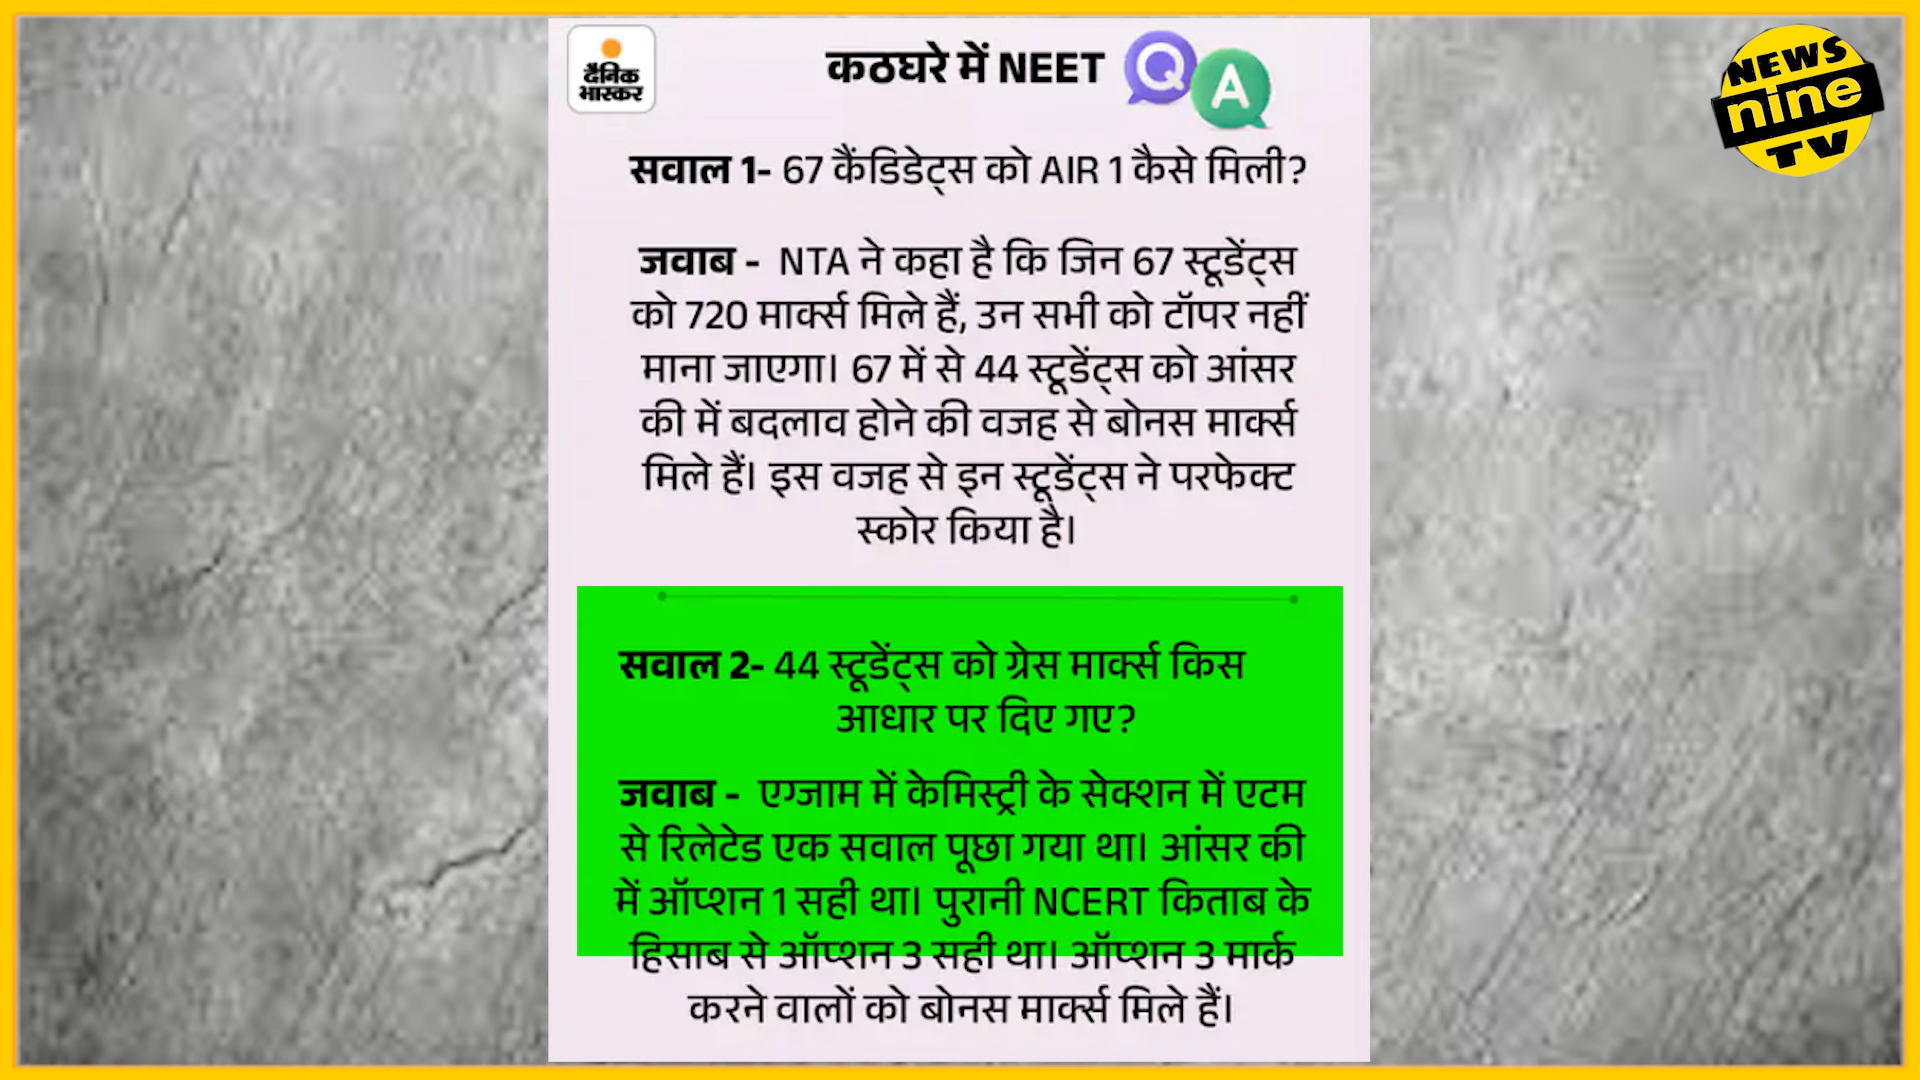 दैनिक
भास्कर
कठघरे में NEET
Q
A
NEWS
nine
TV
सवाल 1- 67 कैंडिडेट्स को AIR 1 कैसे मिली?
जवाब - NTA ने कहा है कि जिन 67 स्टूडेंट्स
को 720 मार्क्स मिले हैं, उन सभी को टॉपर नहीं
माना जाएगा। 67 में से 44 स्टूडेंट्स को आंसर
की में बदलाव होने की वजह से बोनस मार्क्स
मिले हैं। इस वजह से इन स्टूडेंट्स ने परफेक्ट
स्कोर किया है।
सवाल 2- 44 स्टूडेंट्स को ग्रेस मार्क्स किस
आधार पर दिए गए?
जवाब - एग्जाम में केमिस्ट्री के सेक्शन में एटम
से रिलेटेड एक सवाल पूछा गया था। आंसर की
में ऑप्शन 1 सही था। पुरानी NCERT किताब के
हिसाब से ऑप्शन 3 सही था। ऑप्शन 3 मार्क
करने वालों को बोनस मार्क्स मिले हैं।